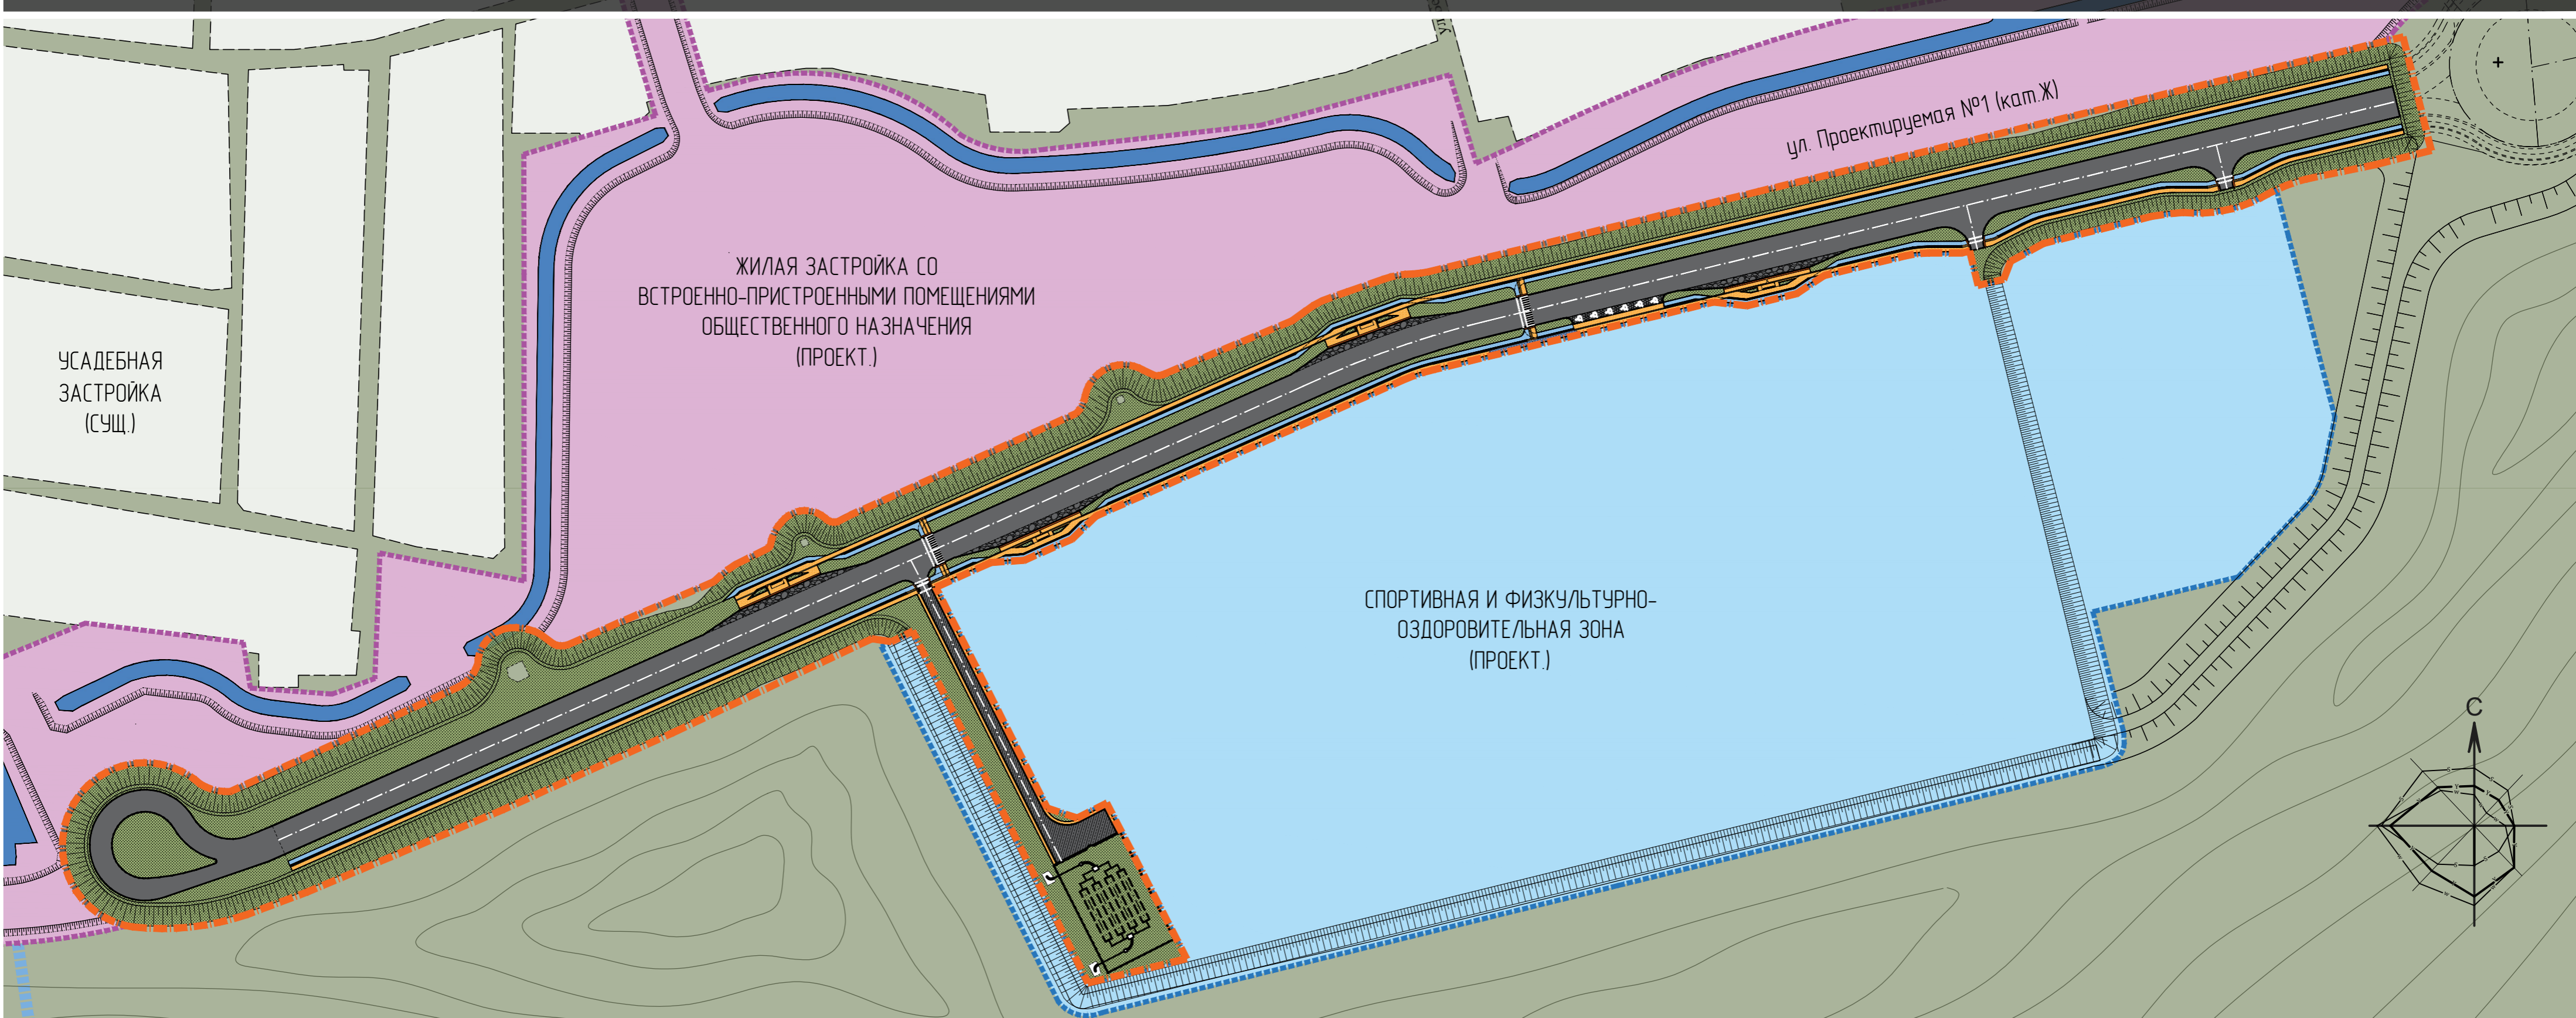 ул. Проектируемая №1 (кат.Ж)
ЖИЛАЯ ЗАСТРОЙКА СО
ВСТРОЕННО-ПРИСТРОЕННЫМИ ПОМЕЩЕНИЯМИ
ОБЩЕСТВЕННОГО НАЗНАЧЕНИЯ
(ПРОЕКТ.)
УСАДЕБНАЯ
ЗАСТРОЙКА
(СУЩ.)
СПОРТИВНАЯ И ФИЗКУЛЬТУРНО-
ОЗДОРОВИТЕЛЬНАЯ ЗОНА
(ПРОЕКТ.)
С